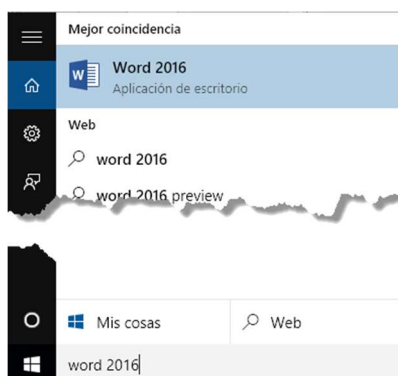 Mejor coincidencia
Word 2016
Aplicación de escritorio
Web
word 2016
word 2016 preview
Mis cosas
Web
word 2016